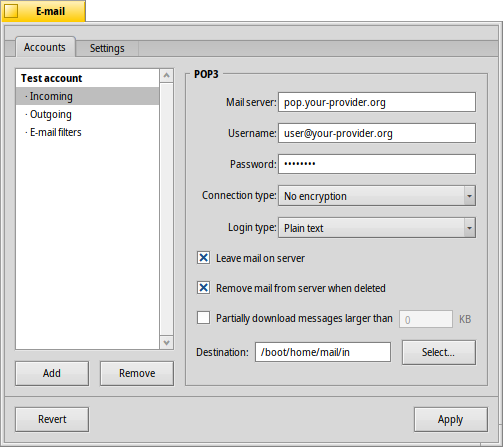 E-mail
Accounts
Settings
Test account
· Incoming
· Outgoing
· E-mail filters
Add
Remove
POP3
Mail server: pop.your-provider.org
Username: user@your-provider.org
Password: ••••••••
Connection type: No encryption
Login type: Plain text
Leave mail on server
Remove mail from server when deleted
Partially download messages larger than 0 KB
Destination: /boot/home/mail/in Select...
Revert
Apply